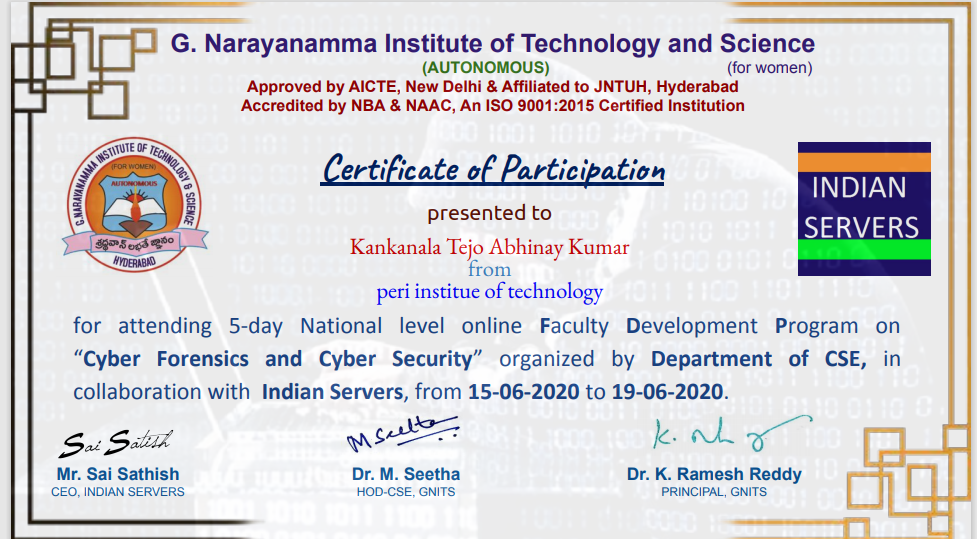 G. Narayanamma Institute of Technology and Science
(AUTONOMOUS) (for women)
Approved by AICTE, New Delhi & Affiliated to JNTUH, Hyderabad
Accredited by NBA & NAAC, An ISO 9001:2015 Certified Institution
G.NARAYANAMMA INSTITUTE OF TECHNOLOGY & SCIENCE
(FOR WOMEN)
AUTONOMOUS
శ్రద్ధవాన్ లభతే జ్ఞానం
HYDERABAD
Certificate of Participation
INDIAN
SERVERS
presented to
Kankanala Tejo Abhinay Kumar
from
peri institue of technology
for attending 5-day National level online Faculty Development Program on
“Cyber Forensics and Cyber Security” organized by Department of CSE, in
collaboration with Indian Servers, from 15-06-2020 to 19-06-2020.
Sai Satish
M Seetha
Mr. Sai Sathish
CEO, INDIAN SERVERS
Dr. M. Seetha
HOD-CSE, GNITS
Dr. K. Ramesh Reddy
PRINCIPAL, GNITS